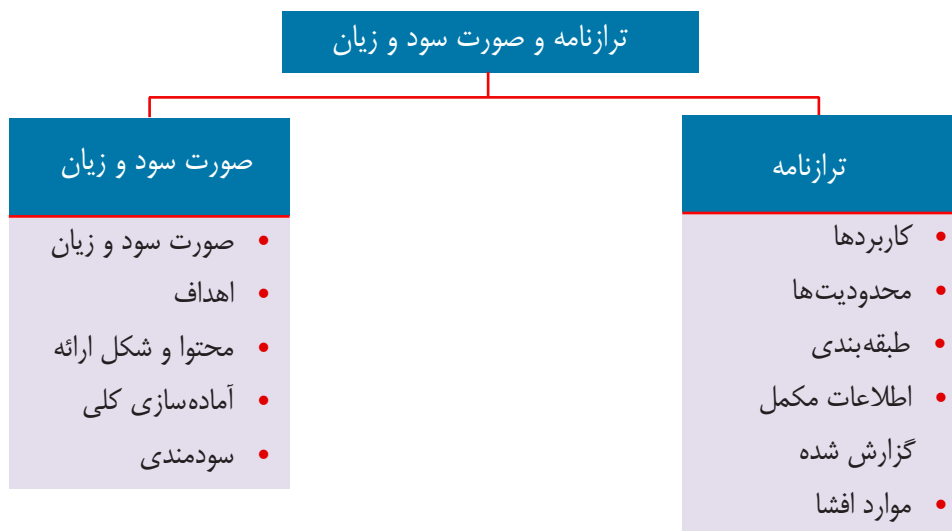 ترازنامه و صورت سود و زیان
ترازنامه
کاربردها
محدودیت‌ها
طبقه‌بندی
اطلاعات مکمل
گزارش شده
موارد افشا
صورت سود و زیان
صورت سود و زیان
اهداف
محتوا و شکل ارائه
آماده‌سازی کلی
سودمندی